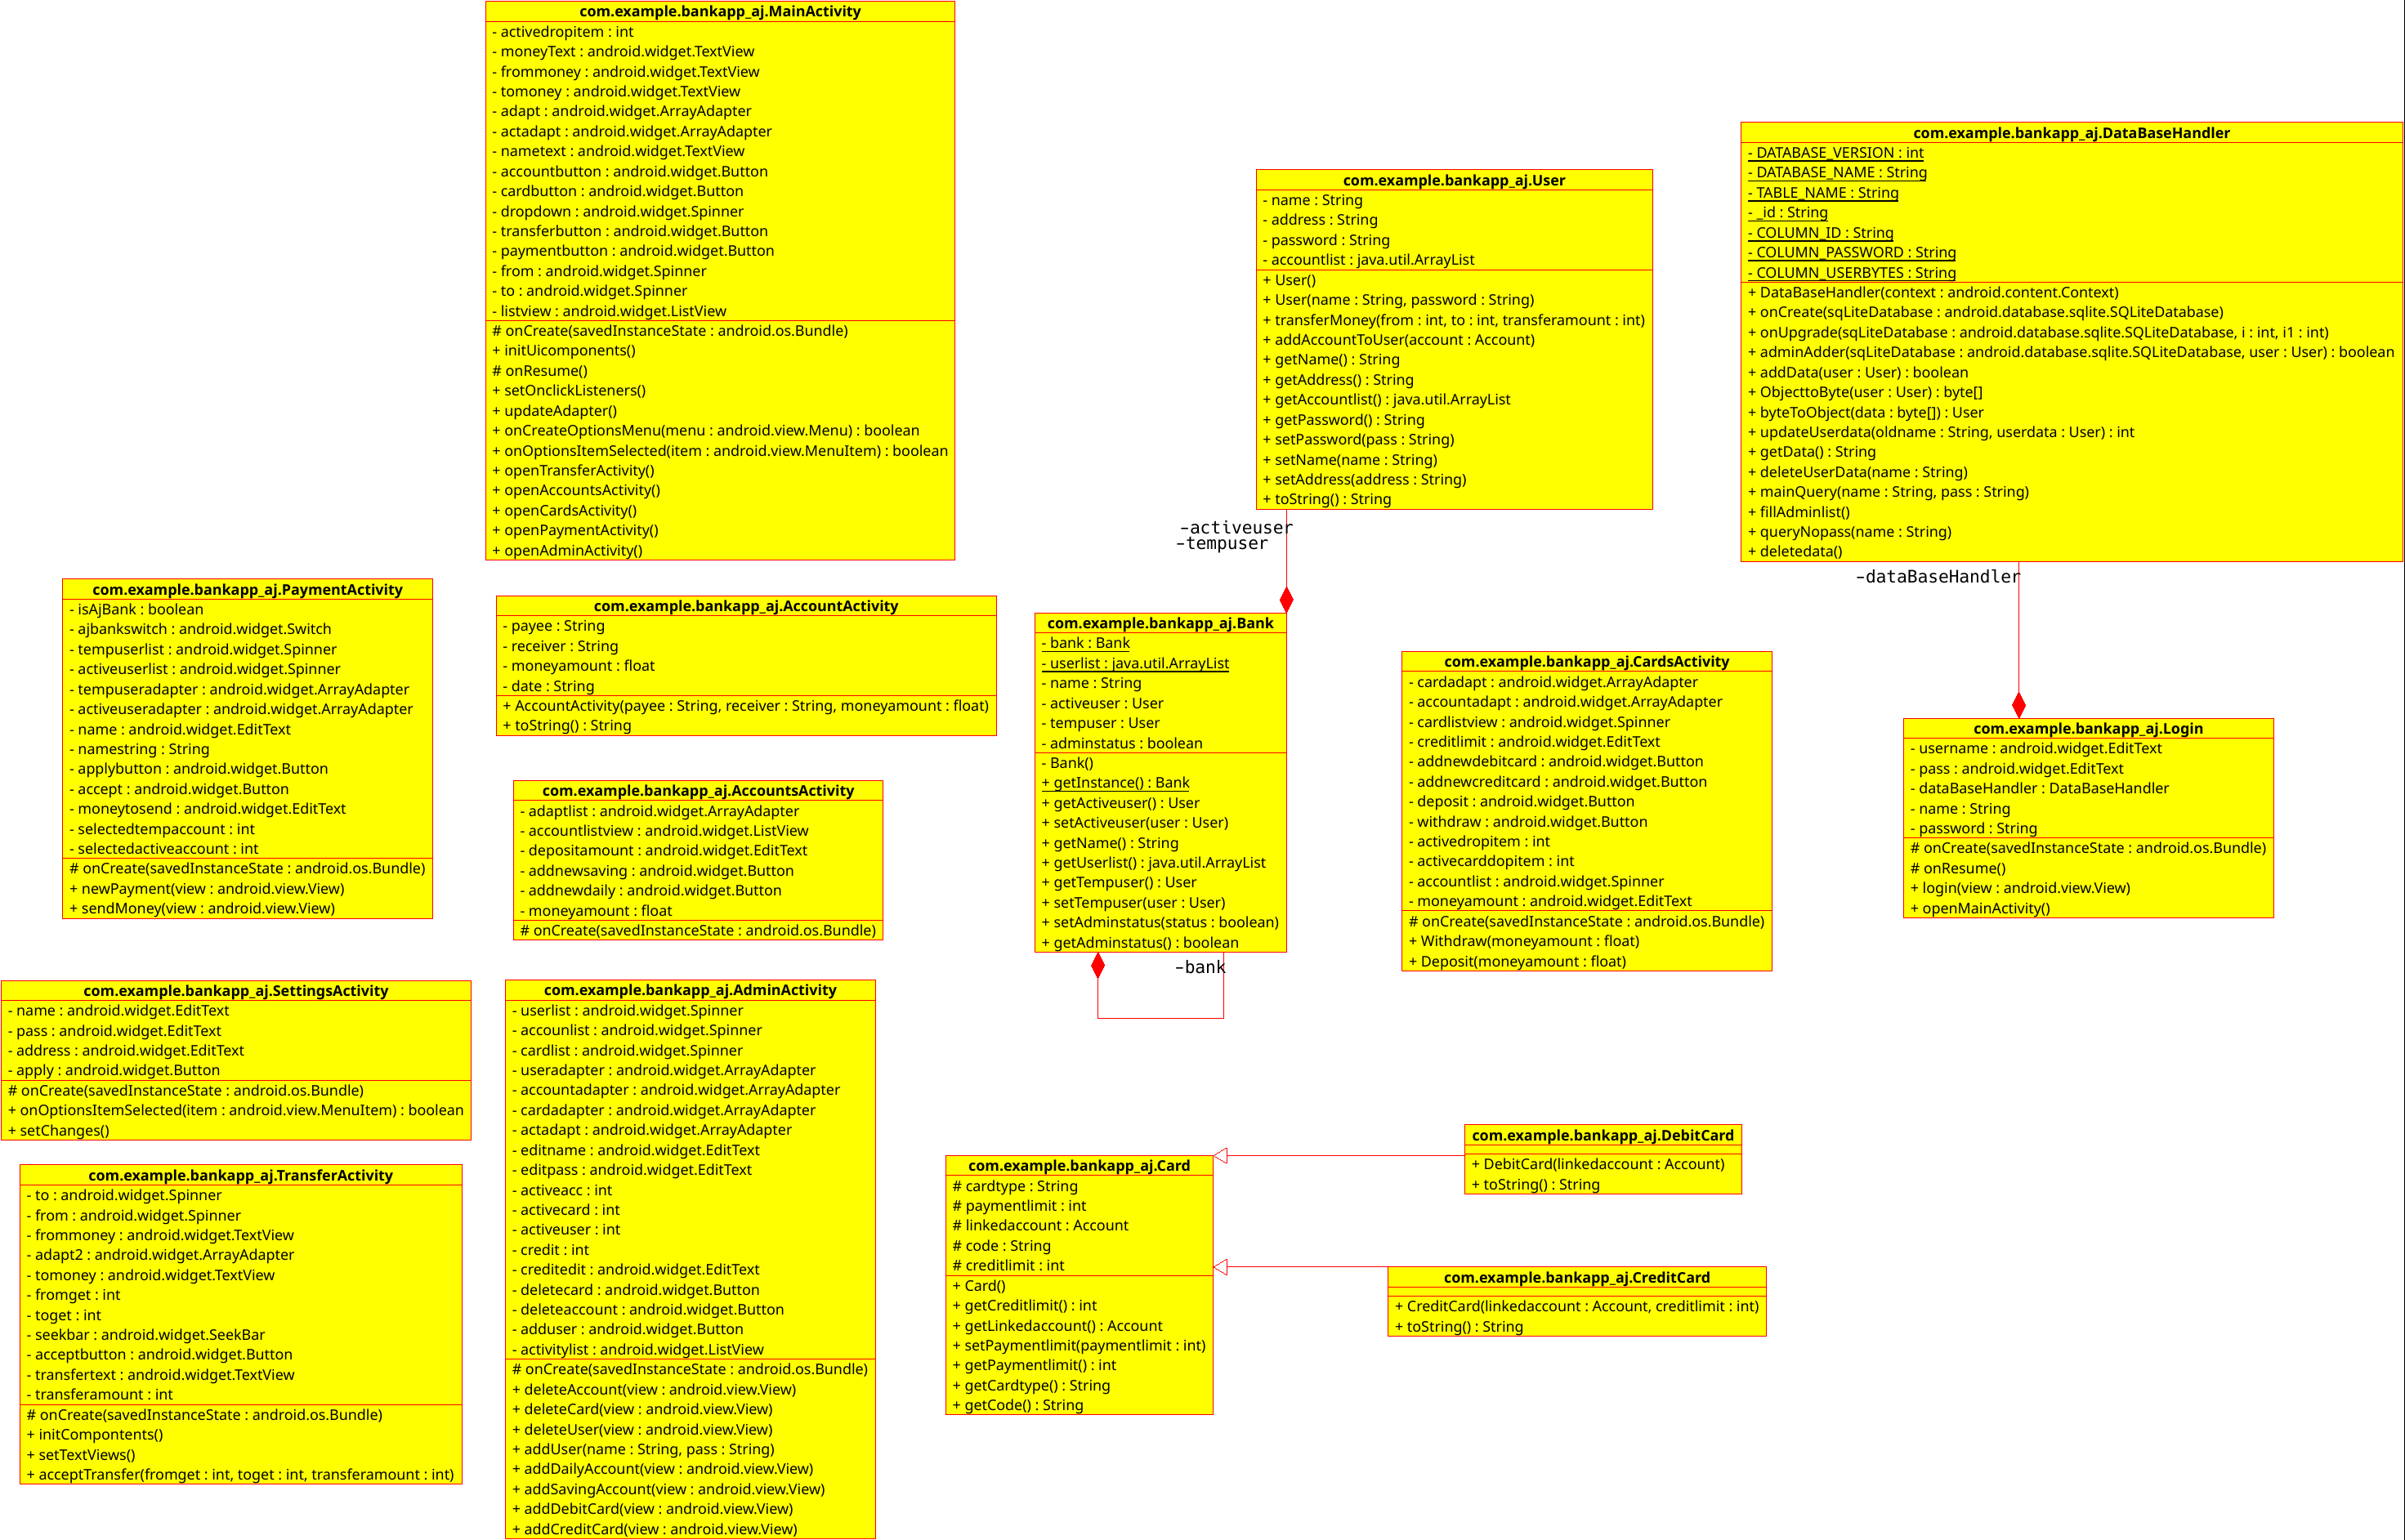 com.example.bankapp_aj.MainActivity
- activedropitem : int
- moneyText : android.widget.TextView
- frommoney : android.widget.TextView
- tomoney : android.widget.TextView
- adapt : android.widget.ArrayAdapter
- actadapt : android.widget.ArrayAdapter
- nametext : android.widget.TextView
- accountbutton : android.widget.Button
- cardbutton : android.widget.Button
- dropdown : android.widget.Spinner
- transferbutton : android.widget.Button
- paymentbutton : android.widget.Button
- from : android.widget.Spinner
- to : android.widget.Spinner
- listview : android.widget.ListView
# onCreate(savedInstanceState : android.os.Bundle)
+ initUicomponents()
# onResume()
+ setOnclickListeners()
+ updateAdapter()
+ onCreateOptionsMenu(menu : android.view.Menu) : boolean
+ onOptionsItemSelected(item : android.view.MenuItem) : boolean
+ openTransferActivity()
+ openAccountsActivity()
+ openCardsActivity()
+ openPaymentActivity()
+ openAdminActivity()
com.example.bankapp_aj.User
- name : String
- address : String
- password : String
- accountlist : java.util.ArrayList
+ User()
+ User(name : String, password : String)
+ transferMoney(from : int, to : int, transferamount : int)
+ addAccountToUser(account : Account)
+ getName() : String
+ getAddress() : String
+ getAccountlist() : java.util.ArrayList
+ getPassword() : String
+ setPassword(pass : String)
+ setName(name : String)
+ setAddress(address : String)
+ toString() : String
-activeuser
-tempuser
com.example.bankapp_aj.DataBaseHandler
- DATABASE_VERSION : int
- DATABASE_NAME : String
- TABLE_NAME : String
- _id : String
- COLUMN_ID : String
- COLUMN_PASSWORD : String
- COLUMN_USERBYTES : String
+ DataBaseHandler(context : android.content.Context)
+ onCreate(sqLiteDatabase : android.database.sqlite.SQLiteDatabase)
+ onUpgrade(sqLiteDatabase : android.database.sqlite.SQLiteDatabase, i : int, i1 : int)
+ adminAdder(sqLiteDatabase : android.database.sqlite.SQLiteDatabase, user : User) : boolean
+ addData(user : User) : boolean
+ ObjecttoByte(user : User) : byte[]
+ byteToObject(data : byte[]) : User
+ updateUserdata(oldname : String, userdata : User) : int
+ getData() : String
+ deleteUserData(name : String)
+ mainQuery(name : String, pass : String)
+ fillAdminlist()
+ queryNopass(name : String)
+ deletedata()
-dataBaseHandler
com.example.bankapp_aj.PaymentActivity
- isAjBank : boolean
- ajbankswitch : android.widget.Switch
- tempuserlist : android.widget.Spinner
- activeuserlist : android.widget.Spinner
- tempuseradapter : android.widget.ArrayAdapter
- activeuseradapter : android.widget.ArrayAdapter
- name : android.widget.EditText
- namestring : String
- applybutton : android.widget.Button
- accept : android.widget.Button
- moneytosend : android.widget.EditText
- selectedtempaccount : int
- selectedactiveaccount : int
# onCreate(savedInstanceState : android.os.Bundle)
+ newPayment(view : android.view.View)
+ sendMoney(view : android.view.View)
com.example.bankapp_aj.AccountActivity
- payee : String
- receiver : String
- moneyamount : float
- date : String
+ AccountActivity(payee : String, receiver : String, moneyamount : float)
+ toString() : String
com.example.bankapp_aj.AccountsActivity
- adaptlist : android.widget.ArrayAdapter
- accountlistview : android.widget.ListView
- depositamount : android.widget.EditText
- addnewsaving : android.widget.Button
- addnewdaily : android.widget.Button
- moneyamount : float
# onCreate(savedInstanceState : android.os.Bundle)
com.example.bankapp_aj.Bank
- bank : Bank
- userlist : java.util.ArrayList
- name : String
- activeuser : User
- tempuser : User
- adminstatus : boolean
- Bank()
+ getInstance() : Bank
+ getActiveuser() : User
+ setActiveuser(user : User)
+ getName() : String
+ getUserlist() : java.util.ArrayList
+ getTempuser() : User
+ setTempuser(user : User)
+ setAdminstatus(status : boolean)
+ getAdminstatus() : boolean
-bank
com.example.bankapp_aj.CardsActivity
- cardadapt : android.widget.ArrayAdapter
- accountadapt : android.widget.ArrayAdapter
- cardlistview : android.widget.Spinner
- creditlimit : android.widget.EditText
- addnewdebitcard : android.widget.Button
- addnewcreditcard : android.widget.Button
- deposit : android.widget.Button
- withdraw : android.widget.Button
- activedropitem : int
- activecarddopitem : int
- accountlist : android.widget.Spinner
- moneyamount : android.widget.EditText
# onCreate(savedInstanceState : android.os.Bundle)
+ Withdraw(moneyamount : float)
+ Deposit(moneyamount : float)
com.example.bankapp_aj.Login
- username : android.widget.EditText
- pass : android.widget.EditText
- dataBaseHandler : DataBaseHandler
- name : String
- password : String
# onCreate(savedInstanceState : android.os.Bundle)
# onResume()
+ login(view : android.view.View)
+ openMainActivity()
com.example.bankapp_aj.SettingsActivity
- name : android.widget.EditText
- pass : android.widget.EditText
- address : android.widget.EditText
- apply : android.widget.Button
# onCreate(savedInstanceState : android.os.Bundle)
+ onOptionsItemSelected(item : android.view.MenuItem) : boolean
+ setChanges()
com.example.bankapp_aj.TransferActivity
- to : android.widget.Spinner
- from : android.widget.Spinner
- frommoney : android.widget.TextView
- adapt2 : android.widget.ArrayAdapter
- tomoney : android.widget.TextView
- fromget : int
- toget : int
- seekbar : android.widget.SeekBar
- acceptbutton : android.widget.Button
- transfertext : android.widget.TextView
- transferamount : int
# onCreate(savedInstanceState : android.os.Bundle)
+ initCompontents()
+ setTextViews()
+ acceptTransfer(fromget : int, toget : int, transferamount : int)
com.example.bankapp_aj.AdminActivity
- userlist : android.widget.Spinner
- accounlist : android.widget.Spinner
- cardlist : android.widget.Spinner
- useradapter : android.widget.ArrayAdapter
- accountadapter : android.widget.ArrayAdapter
- cardadapter : android.widget.ArrayAdapter
- actadapt : android.widget.ArrayAdapter
- editname : android.widget.EditText
- editpass : android.widget.EditText
- activeacc : int
- activecard : int
- activeuser : int
- credit : int
- creditedit : android.widget.EditText
- deletecard : android.widget.Button
- deleteaccount : android.widget.Button
- adduser : android.widget.Button
- activitylist : android.widget.ListView
# onCreate(savedInstanceState : android.os.Bundle)
+ deleteAccount(view : android.view.View)
+ deleteCard(view : android.view.View)
+ deleteUser(view : android.view.View)
+ addUser(name : String, pass : String)
+ addDailyAccount(view : android.view.View)
+ addSavingAccount(view : android.view.View)
+ addDebitCard(view : android.view.View)
+ addCreditCard(view : android.view.View)
com.example.bankapp_aj.Card
# cardtype : String
# paymentlimit : int
# linkedaccount : Account
# code : String
# creditlimit : int
+ Card()
+ getCreditlimit() : int
+ getLinkedaccount() : Account
+ setPaymentlimit(paymentlimit : int)
+ getPaymentlimit() : int
+ getCardtype() : String
+ getCode() : String
com.example.bankapp_aj.DebitCard
+ DebitCard(linkedaccount : Account)
+ toString() : String
com.example.bankapp_aj.CreditCard
+ CreditCard(linkedaccount : Account, creditlimit : int)
+ toString() : String